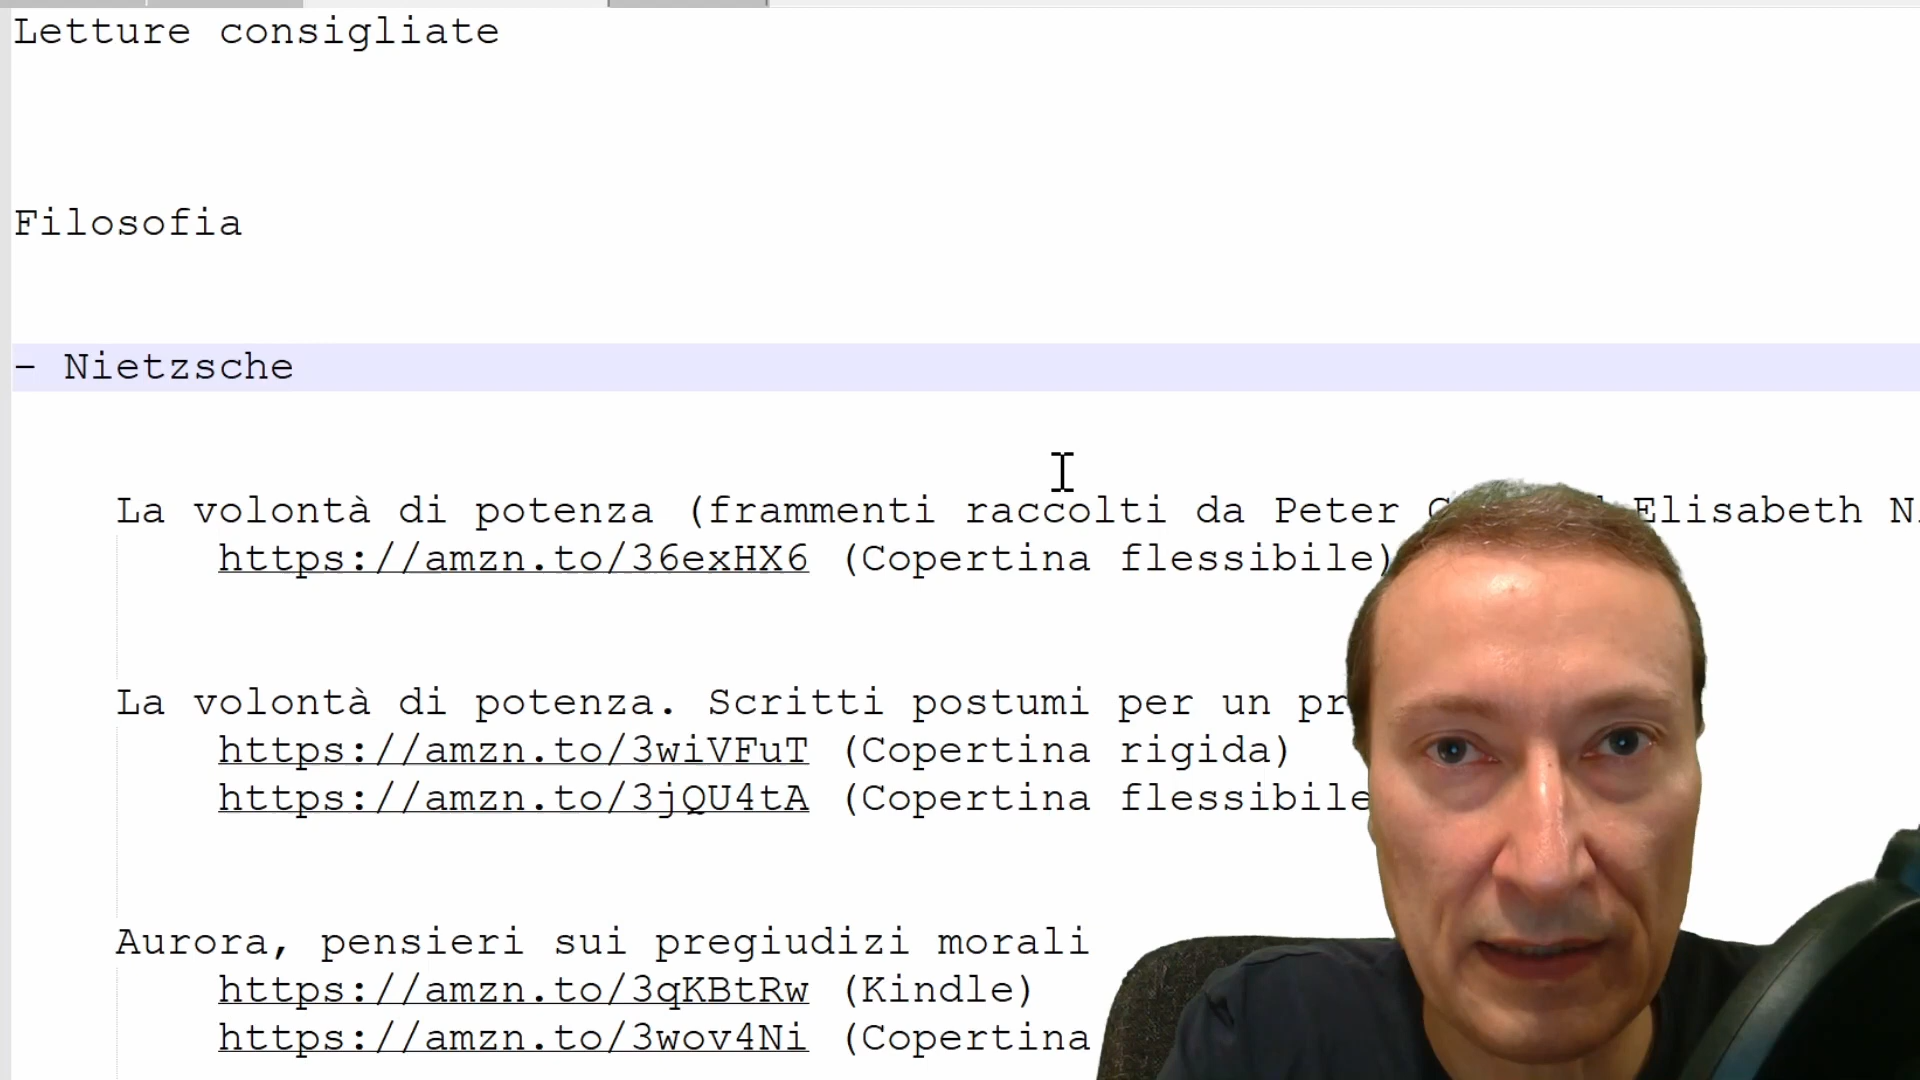 Letture consigliate
Filosofia
- Nietzsche
La volontà di potenza (frammenti raccolti da Peter Elisabeth
https://amzn.to/36exHX6 (Copertina flessibile)
La volontà di potenza. Scritti postumi per un
https://amzn.to/3wiVFuT (Copertina rigida)
https://amzn.to/3jQU4tA (Copertina flessibile
Aurora, pensieri sui pregiudizi morali
https://amzn.to/3qKBtRw (Kindle)
https://amzn.to/3wov4Ni (Copertina